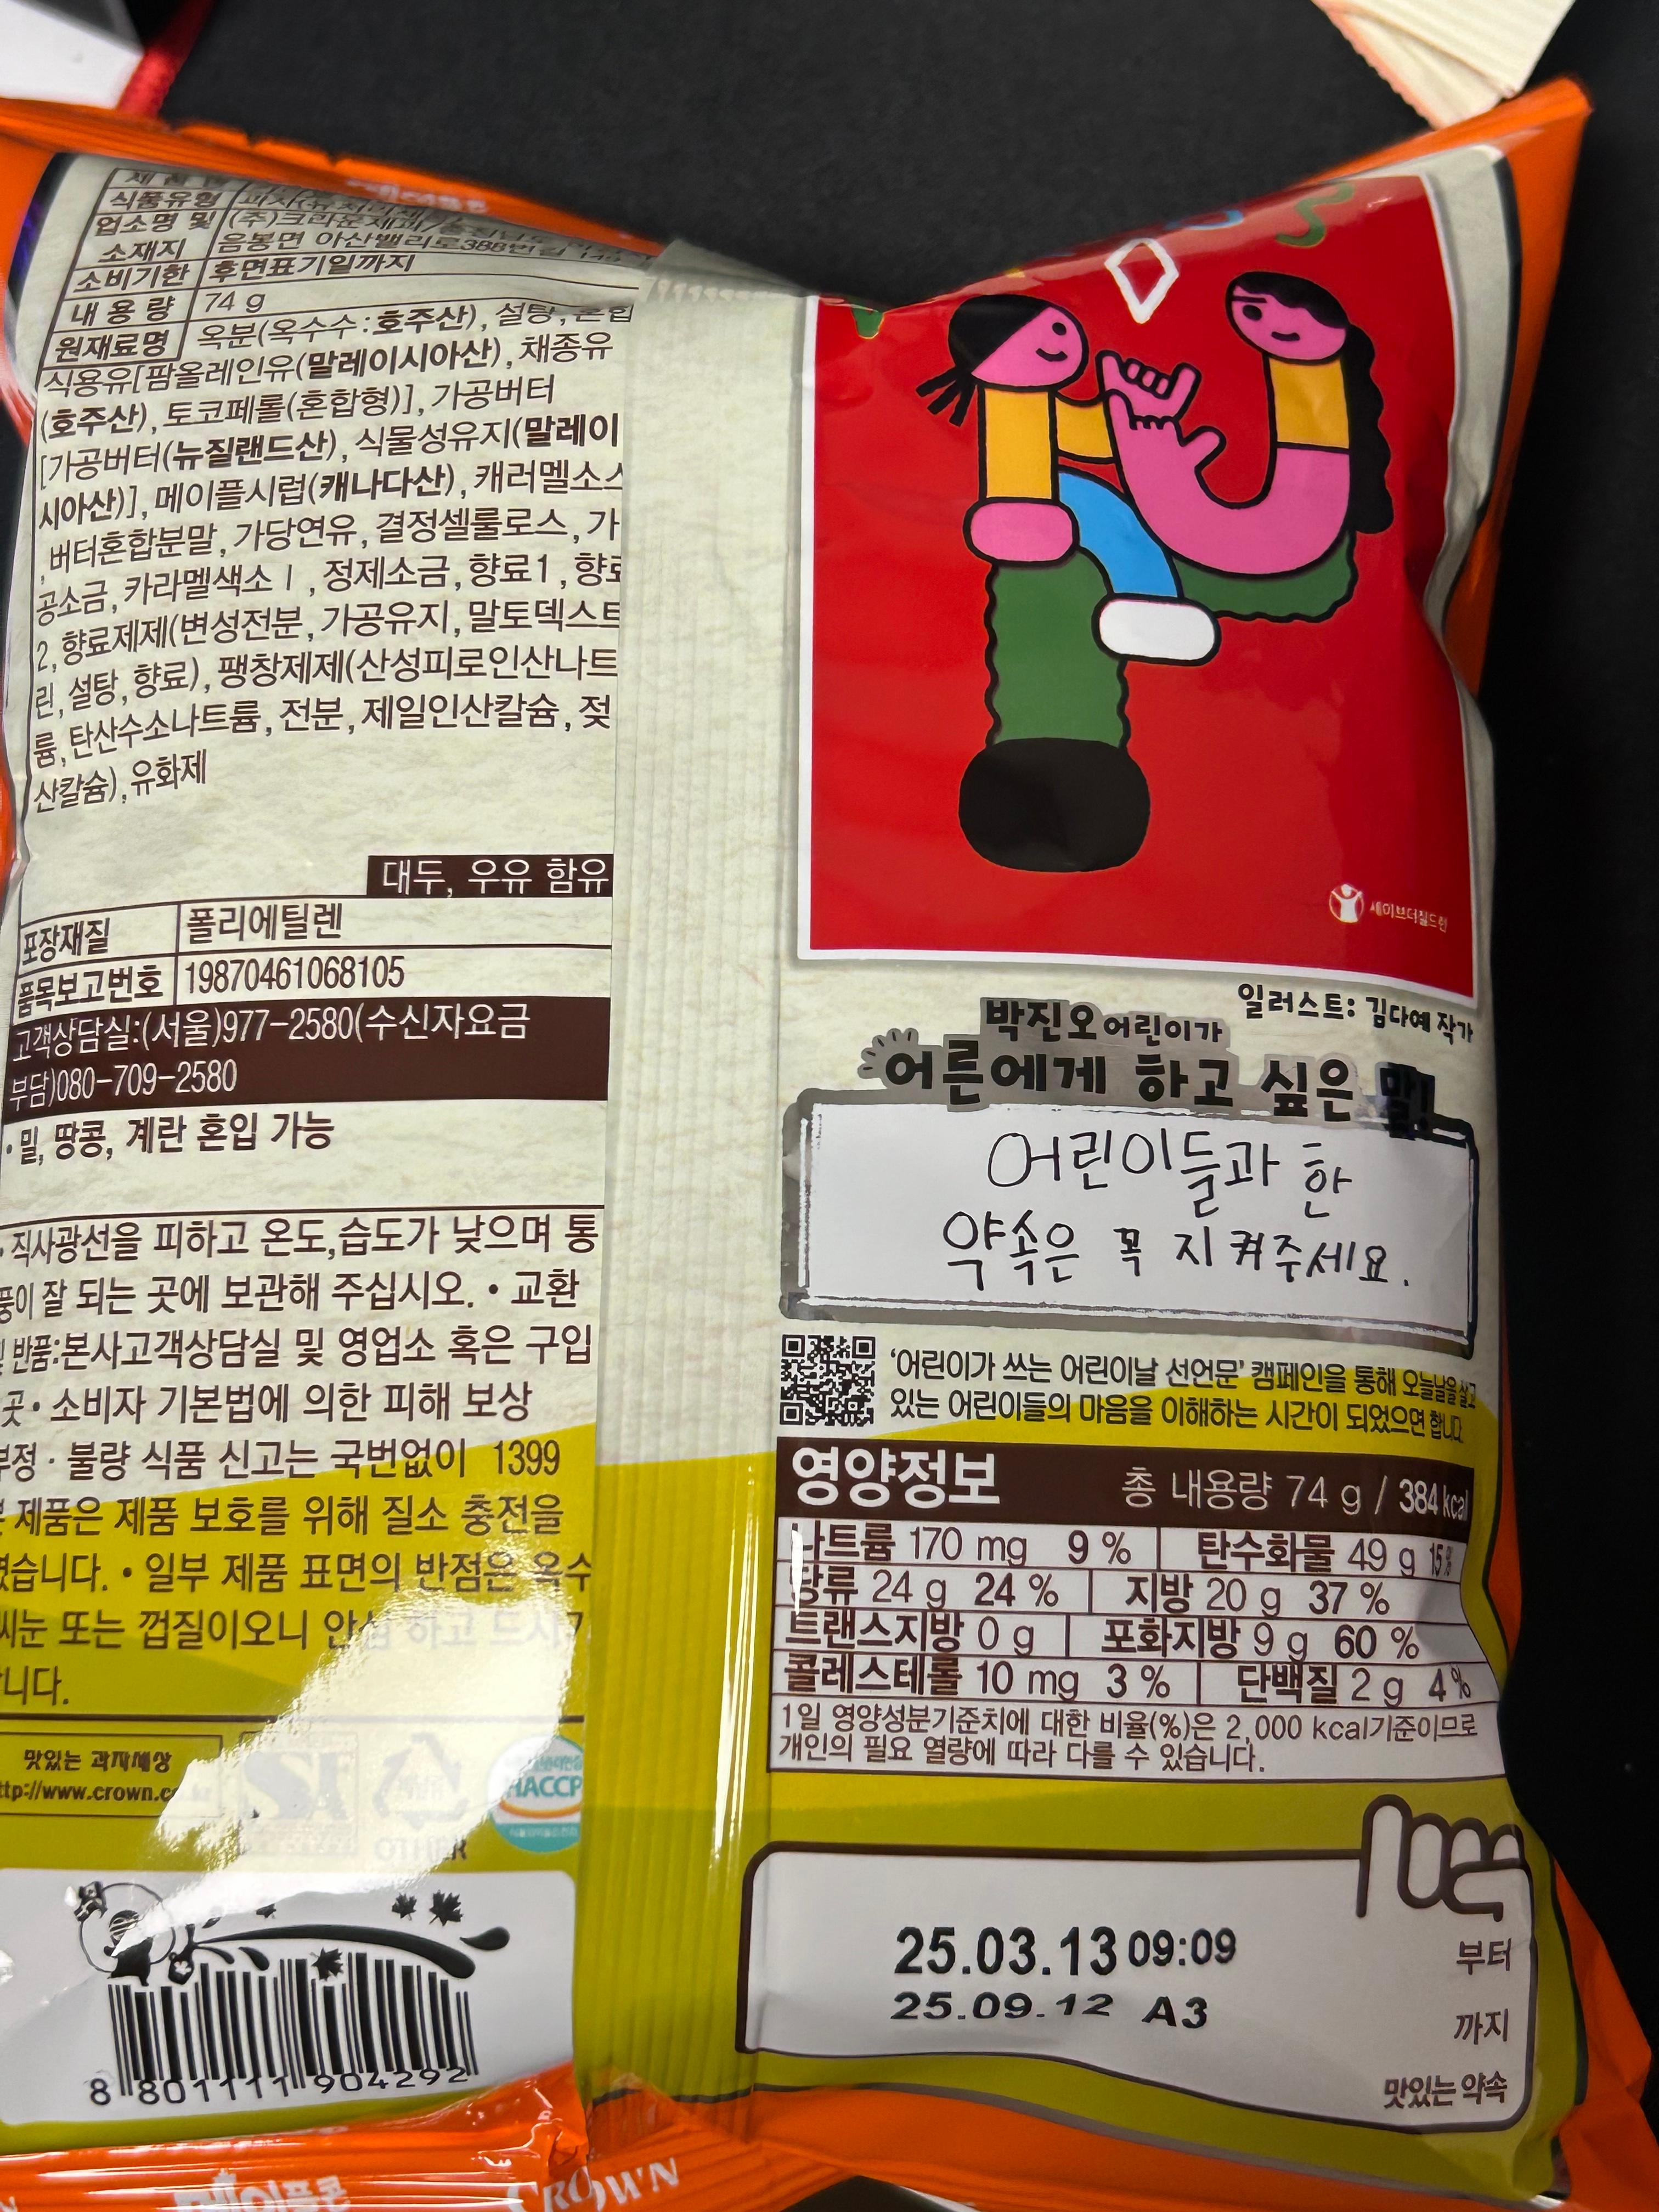 식품유형
업소명 및 (주)크라운제과/
소재지 음봉면 아산밸리로388번길
소비기한 후면표기일까지
내 용 량 74 g
원재료명 옥분(옥수수:호주산), 설탕, 혼합
식용유[팜올레인유(말레이시아산), 채종유
(호주산), 토코페롤(혼합형)], 가공버터
[가공버터(뉴질랜드산), 식물성유지(말레이
시아산)], 메이플시럽(캐나다산), 캐러멜소스
, 버터혼합분말, 가당연유, 결정셀룰로스, 가
공소금, 카라멜색소Ⅰ, 정제소금, 향료1, 향료
2, 향료제제(변성전분, 가공유지, 말토덱스트
린, 설탕, 향료), 팽창제제(산성피로인산나트
륨, 탄산수소나트륨, 전분, 제일인산칼슘, 젖
산칼슘), 유화제
대두, 우유 함유
포장재질 폴리에틸렌
품목보고번호 19870461068105
고객상담실:(서울)977-2580(수신자요금
부담)080-709-2580
• 밀, 땅콩, 계란 혼입 가능
• 직사광선을 피하고 온도,습도가 낮으며 통
풍이 잘 되는 곳에 보관해 주십시오. • 교환
및 반품:본사고객상담실 및 영업소 혹은 구입
곳 • 소비자 기본법에 의한 피해 보상
부정 · 불량 식품 신고는 국번없이 1399
본 제품은 제품 보호를 위해 질소 충전을
였습니다. • 일부 제품 표면의 반점은 옥수
씨눈 또는 껍질이오니 안심 하고 드시기
니다.
맛있는 과자세상
ttp://www.crown.c
HACCP
OTHER
8 801111 904292
메이플콘
CROWN
세이브더칠드런
일러스트: 김다예 작가
박진오어린이가
어른에게 하고 싶은 말!
어린이들과 한
약속은 꼭 지켜주세요.
‘어린이가 쓰는 어린이날 선언문’ 캠페인을 통해 오늘날을 살고
있는 어린이들의 마음을 이해하는 시간이 되었으면 합니다.
영양정보 총 내용량 74 g / 384 kcal
나트륨 170 mg 9 % 탄수화물 49 g 15 %
당류 24 g 24 % 지방 20 g 37 %
트랜스지방 0 g 포화지방 9 g 60 %
콜레스테롤 10 mg 3 % 단백질 2 g 4 %
1일 영양성분기준치에 대한 비율(%)은 2,000 kcal기준이므로
개인의 필요 열량에 따라 다를 수 있습니다.
25.03.13 09:09 부터
25.09.12 A3 까지
맛있는 약속